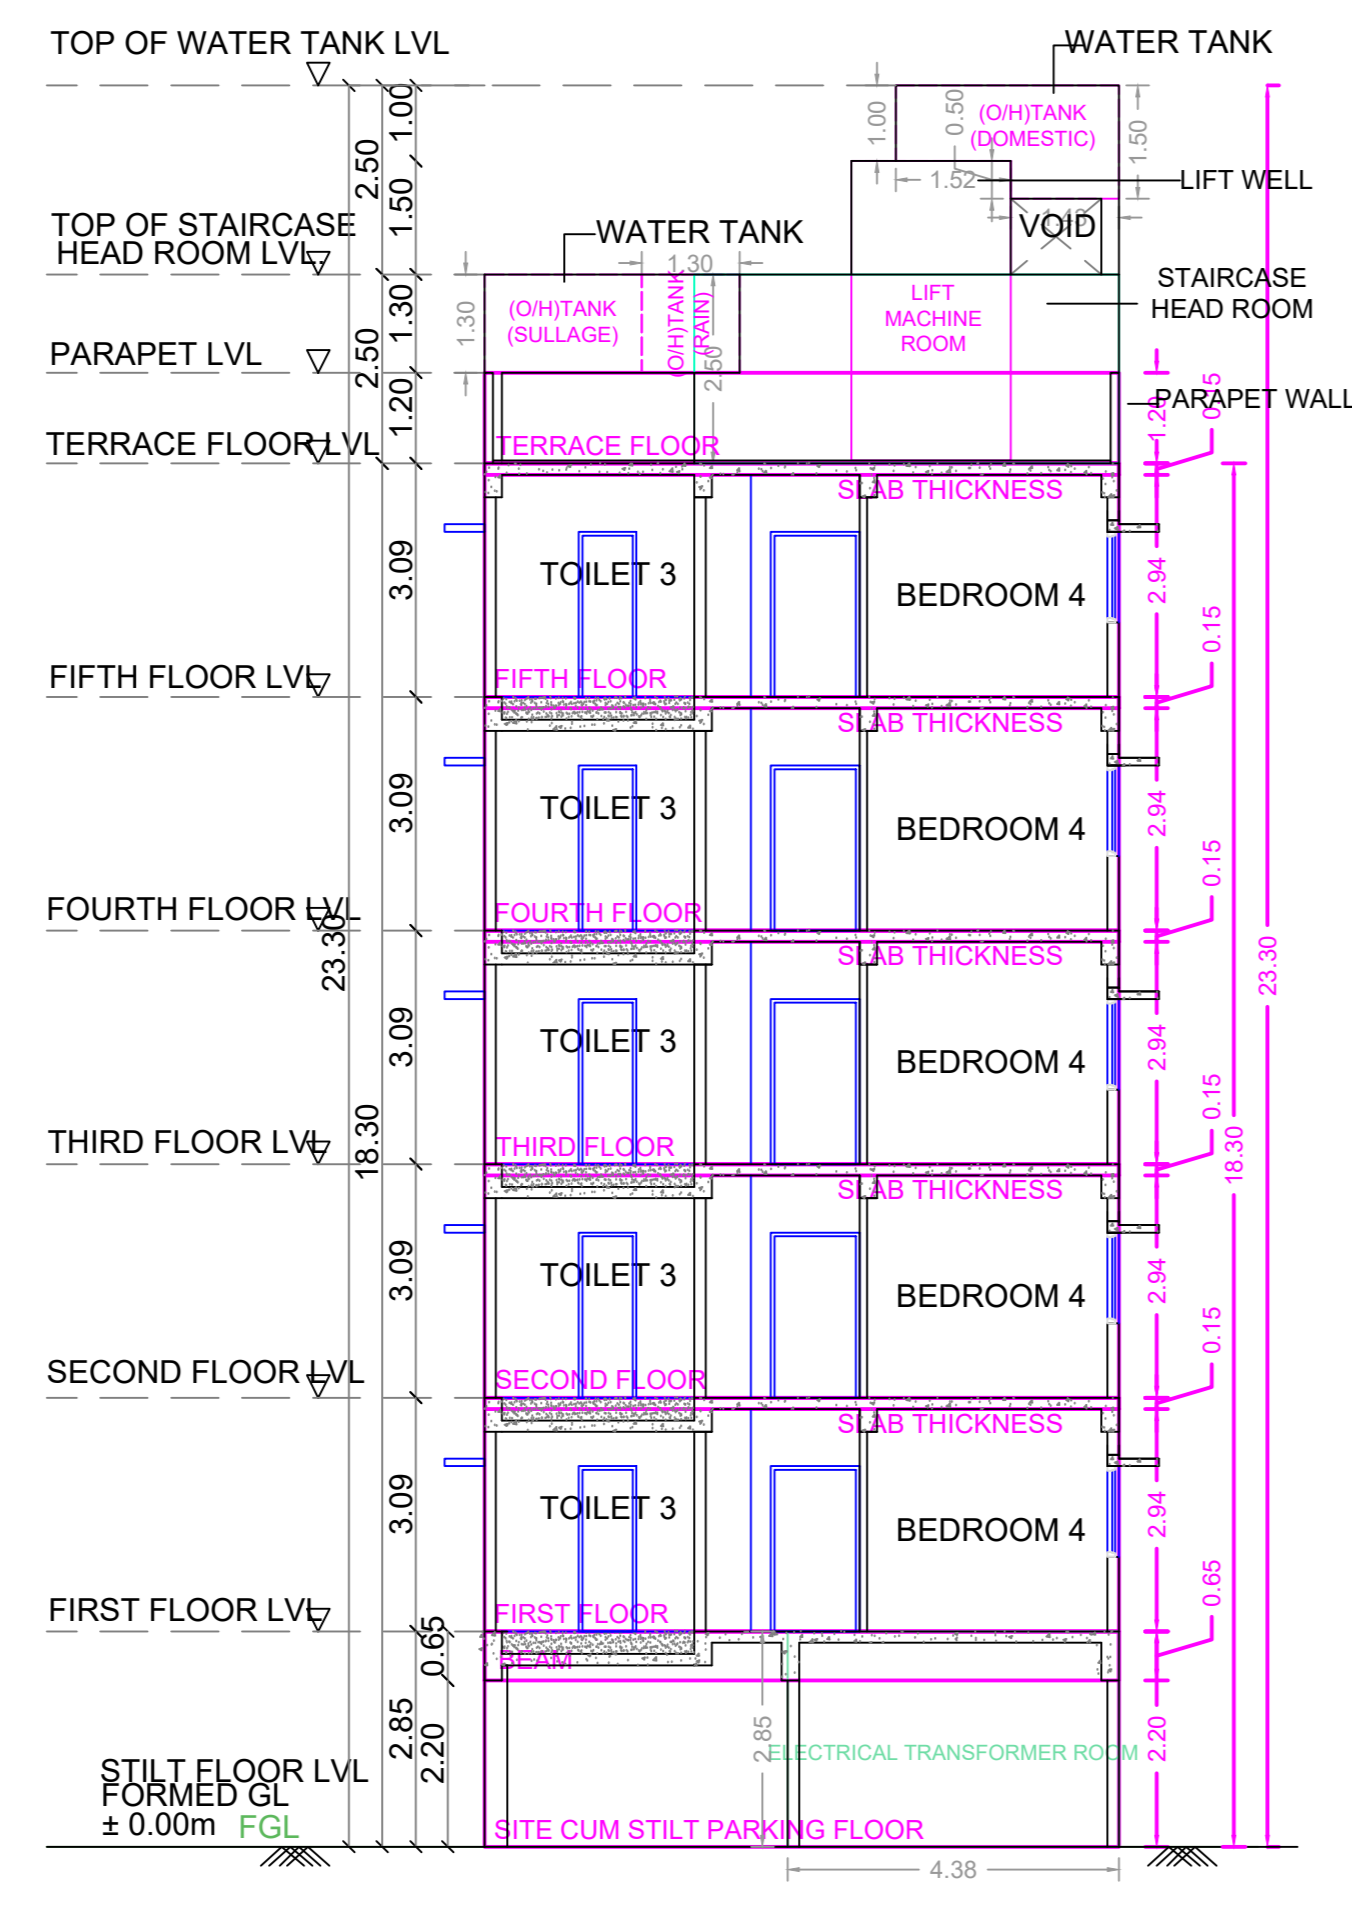 TOP OF WATER TANK LVL
WATER TANK
1.00
2.50
1.50
1.00
0.50
(O/H)TANK
(DOMESTIC)
1.50
1.52
LIFT WELL
TOP OF STAIRCASE
HEAD ROOM LVL
WATER TANK
1.43
VOID
1.30
STAIRCASE
HEAD ROOM
1.30
2.50
1.30
(O/H)TANK
(SULLAGE)
(O/H)TANK
(RAIN)
2.50
LIFT
MACHINE
ROOM
PARAPET LVL
1.20
1.20
0.15
PARAPET WALL
TERRACE FLOOR LVL
TERRACE FLOOR
SLAB THICKNESS
3.09
TOILET 3
BEDROOM 4
2.94
0.15
FIFTH FLOOR LVL
FIFTH FLOOR
SLAB THICKNESS
3.09
TOILET 3
BEDROOM 4
2.94
0.15
FOURTH FLOOR LVL
FOURTH FLOOR
23.30
SLAB THICKNESS
23.30
3.09
TOILET 3
BEDROOM 4
2.94
0.15
THIRD FLOOR LVL
18.30
THIRD FLOOR
18.30
SLAB THICKNESS
3.09
TOILET 3
BEDROOM 4
2.94
0.15
SECOND FLOOR LVL
SECOND FLOOR
SLAB THICKNESS
3.09
TOILET 3
BEDROOM 4
2.94
0.65
FIRST FLOOR LVL
FIRST FLOOR
0.65
BEAM
2.85
2.20
2.85
ELECTRICAL TRANSFORMER ROOM
2.20
STILT FLOOR LVL
FORMED GL
± 0.00m FGL
SITE CUM STILT PARKING FLOOR
4.38